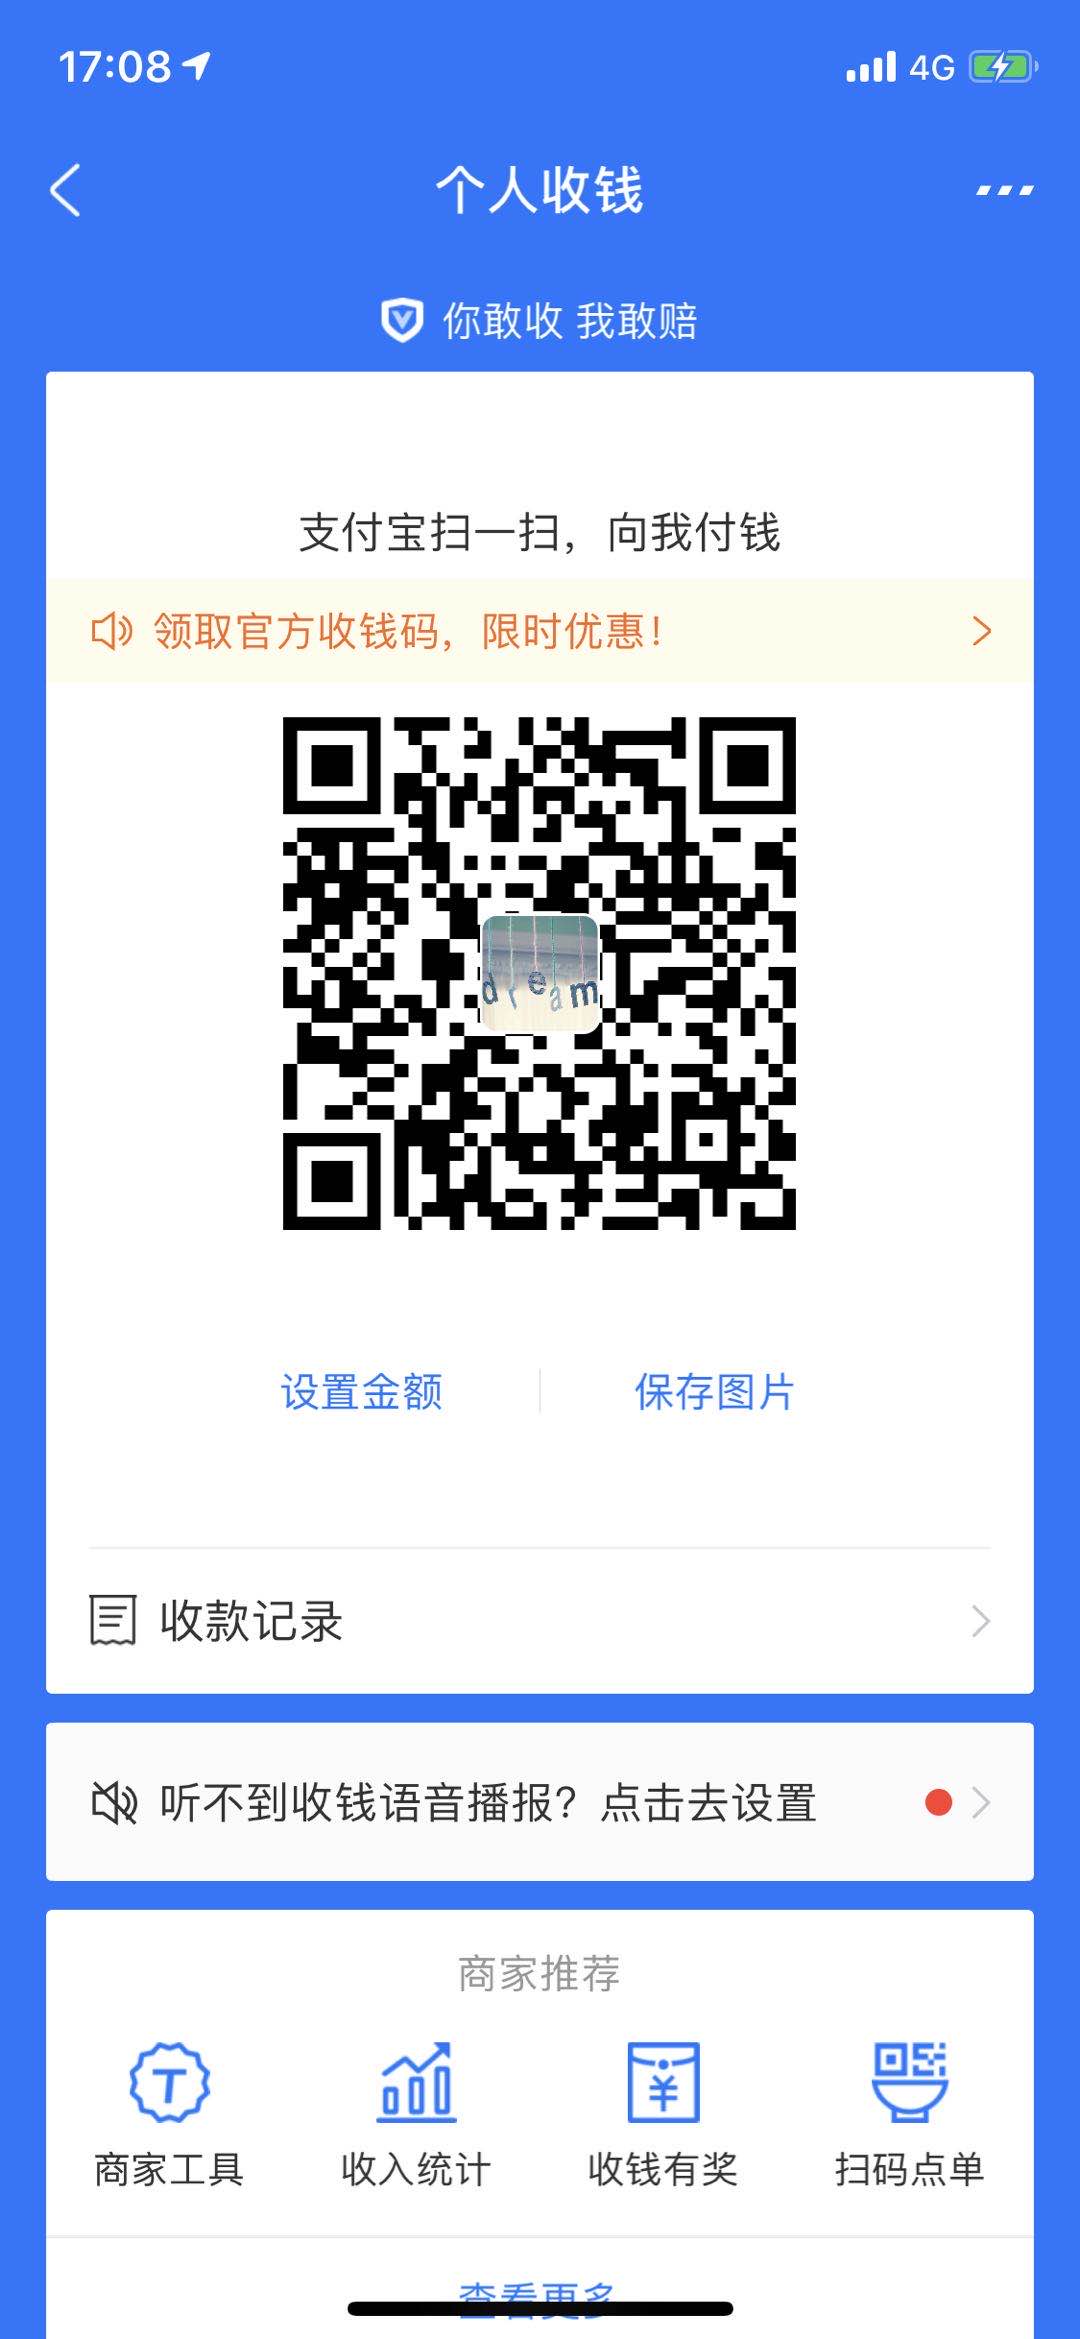 17:08
4G
个人收钱
你敢收 我敢赔
支付宝扫一扫，向我付钱
领取官方收钱码，限时优惠！
dream
设置金额
保存图片
收款记录
听不到收钱语音播报？点击去设置
商家推荐
T
¥
商家工具
收入统计
收钱有奖
扫码点单
查看更多